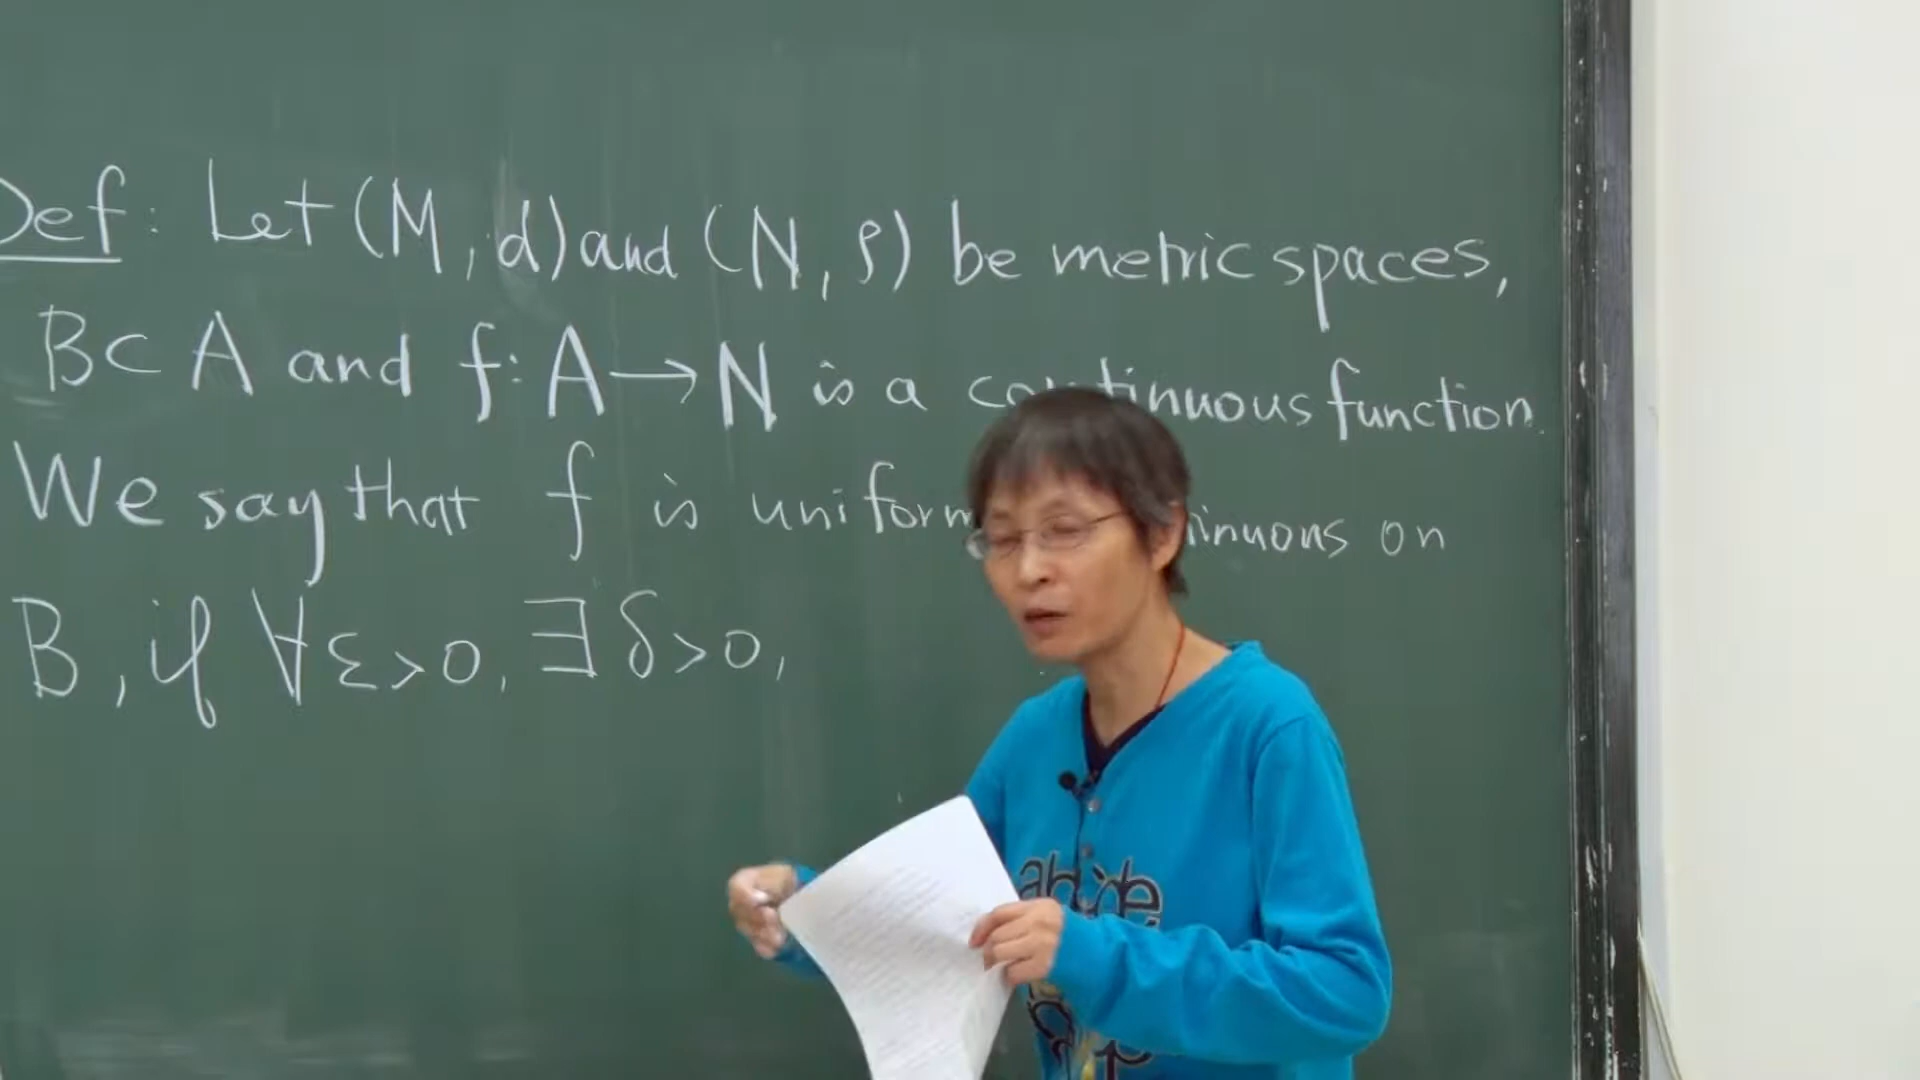 Def: Let (M, d) and (N, ρ) be metric spaces,
B⊂A and f: A→N is a continuous function.
We say that f is uniform tinuous on
B, if ∀ε>0, ∃δ>0,